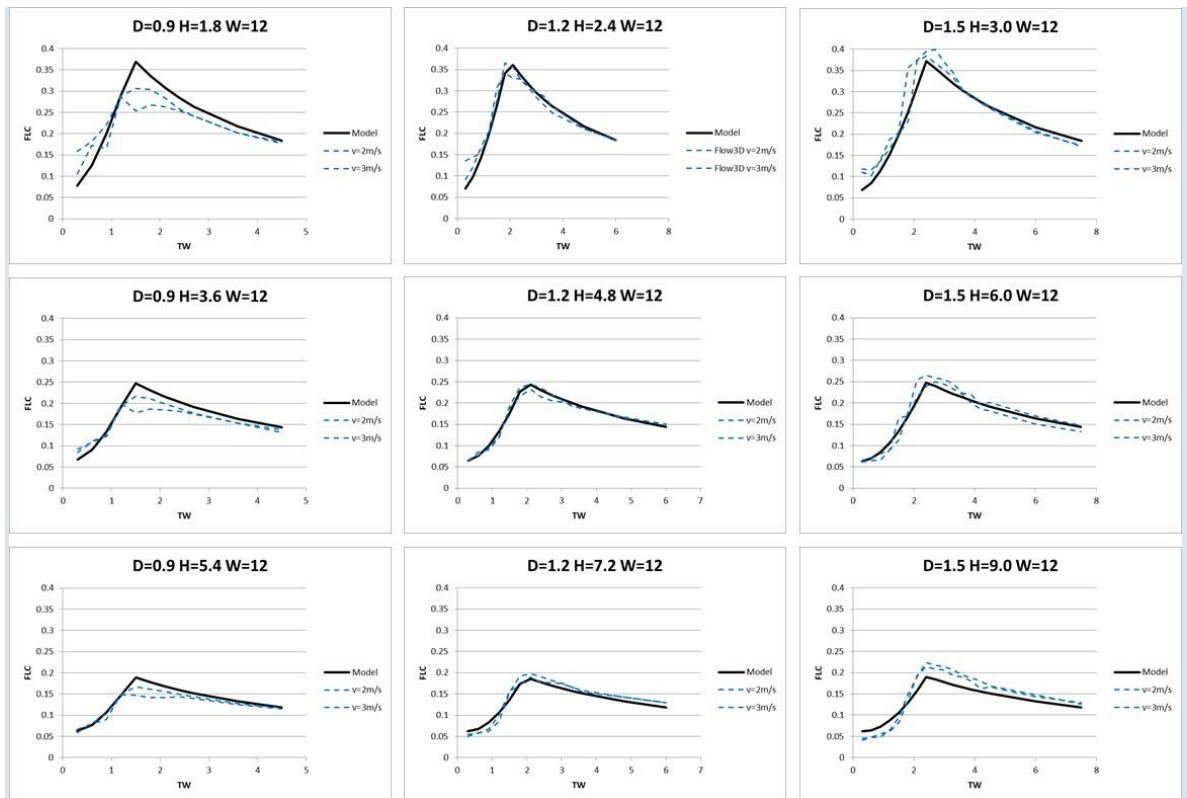 D=0.9 H=1.8 W=12
0.4
0.35
0.3
0.25
0.2
0.15
0.1
0.05
0
FLC
0 1 2 3 4 5
TW
Model
v=2m/s
v=3m/s
D=1.2 H=2.4 W=12
0.4
0.35
0.3
0.25
0.2
0.15
0.1
0.05
0
FLC
0 2 4 6 8
TW
Model
Flow3D v=2m/s
Flow3D v=3m/s
D=1.5 H=3.0 W=12
0.4
0.35
0.3
0.25
0.2
0.15
0.1
0.05
0
FLC
0 2 4 6 8
TW
Model
v=2m/s
v=3m/s
D=0.9 H=3.6 W=12
0.4
0.35
0.3
0.25
0.2
0.15
0.1
0.05
0
FLC
0 1 2 3 4 5
TW
Model
v=2m/s
v=3m/s
D=1.2 H=4.8 W=12
0.4
0.35
0.3
0.25
0.2
0.15
0.1
0.05
0
FLC
0 1 2 3 4 5 6 7
TW
Model
v=2m/s
v=3m/s
D=1.5 H=6.0 W=12
0.4
0.35
0.3
0.25
0.2
0.15
0.1
0.05
0
FLC
0 2 4 6 8
TW
Model
v=2m/s
v=3m/s
D=0.9 H=5.4 W=12
0.4
0.35
0.3
0.25
0.2
0.15
0.1
0.05
0
FLC
0 1 2 3 4 5
TW
Model
v=2m/s
v=3m/s
D=1.2 H=7.2 W=12
0.4
0.35
0.3
0.25
0.2
0.15
0.1
0.05
0
FLC
0 1 2 3 4 5 6 7
TW
Model
v=2m/s
v=3m/s
D=1.5 H=9.0 W=12
0.4
0.35
0.3
0.25
0.2
0.15
0.1
0.05
0
FLC
0 2 4 6 8
TW
Model
v=2m/s
v=3m/s